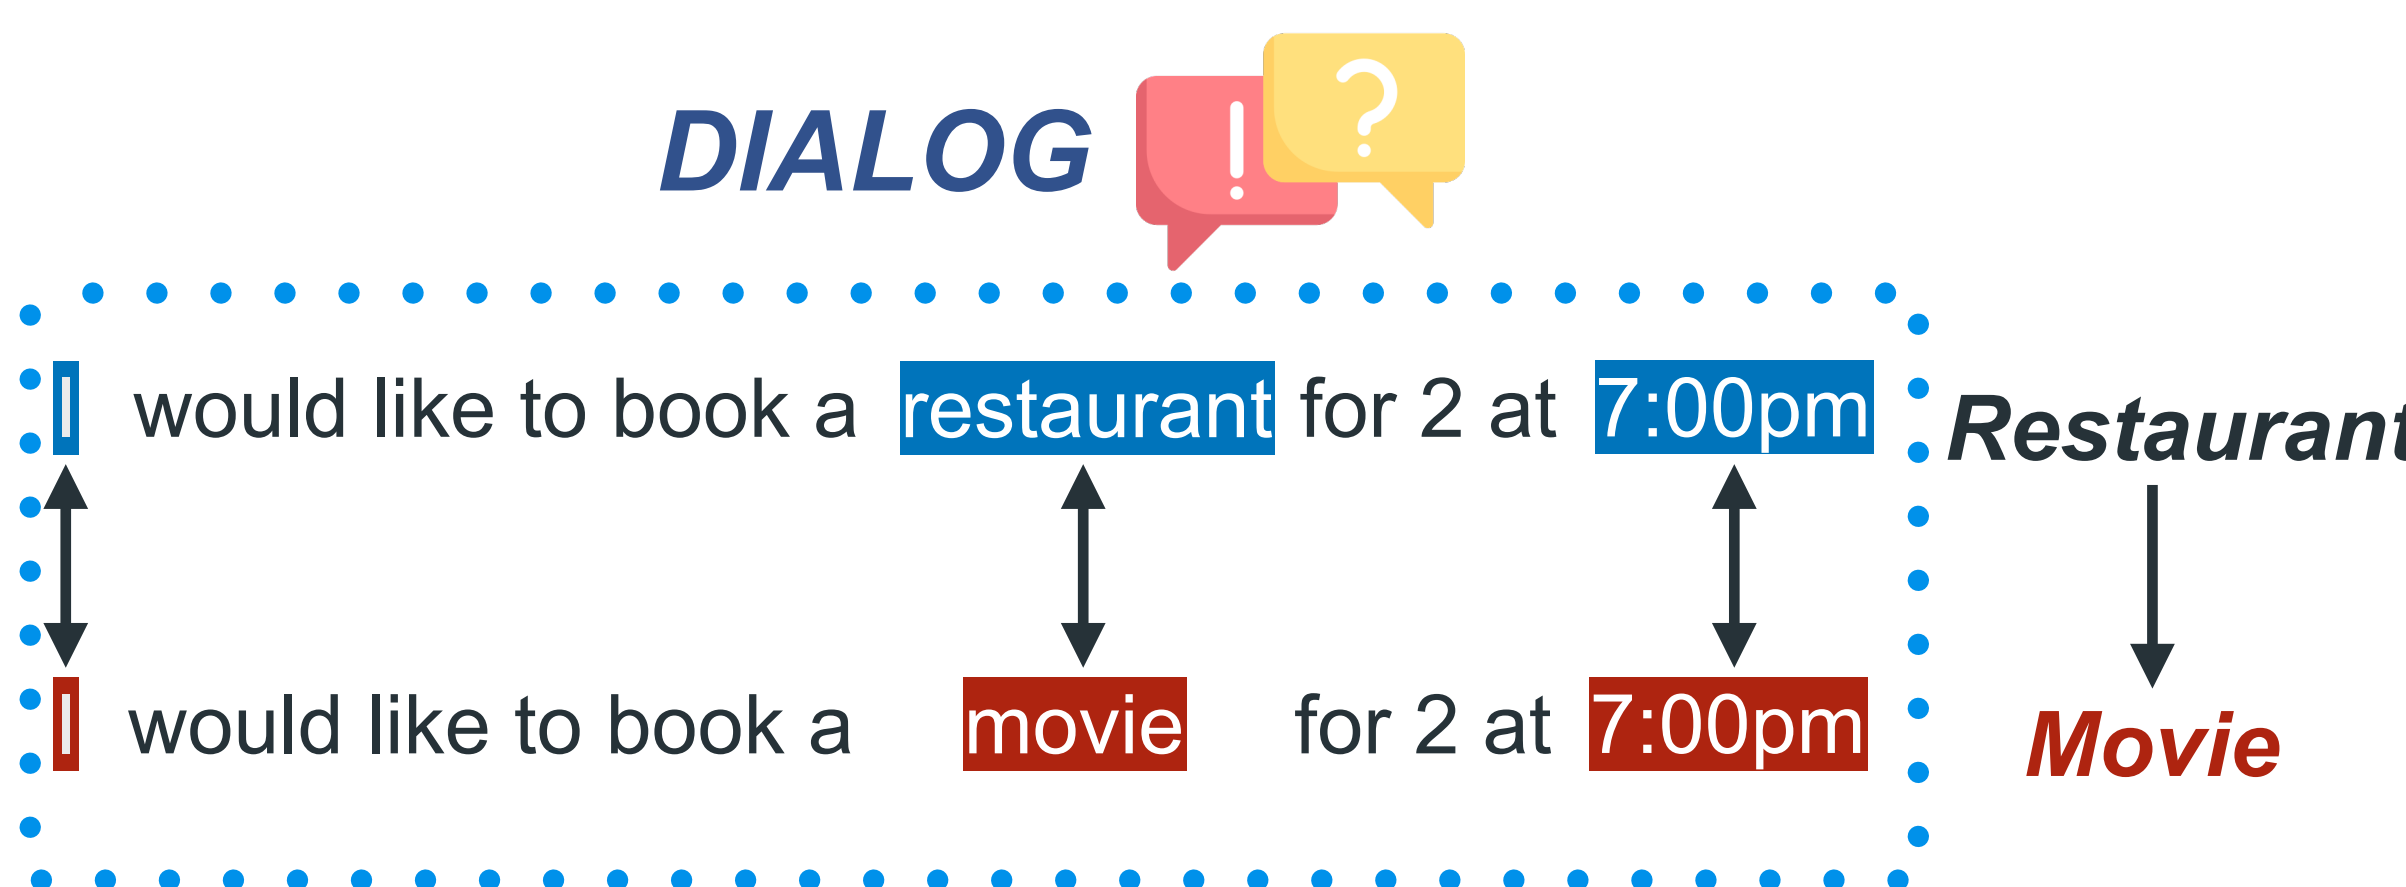 DIALOG
I would like to book a restaurant for 2 at 7:00pm
Restaurant
I would like to book a movie for 2 at 7:00pm
Movie